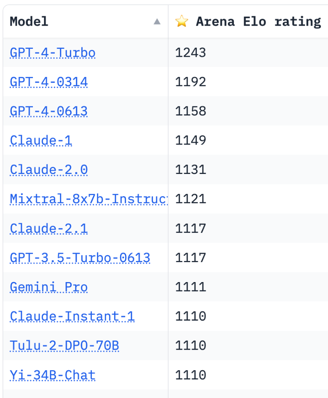 Model ▲ ⭐ Arena Elo rating
GPT-4-Turbo 1243
GPT-4-0314 1192
GPT-4-0613 1158
Claude-1 1149
Claude-2.0 1131
Mixtral-8x7b-Instruc 1121
Claude-2.1 1117
GPT-3.5-Turbo-0613 1117
Gemini Pro 1111
Claude-Instant-1 1110
Tulu-2-DPO-70B 1110
Yi-34B-Chat 1110